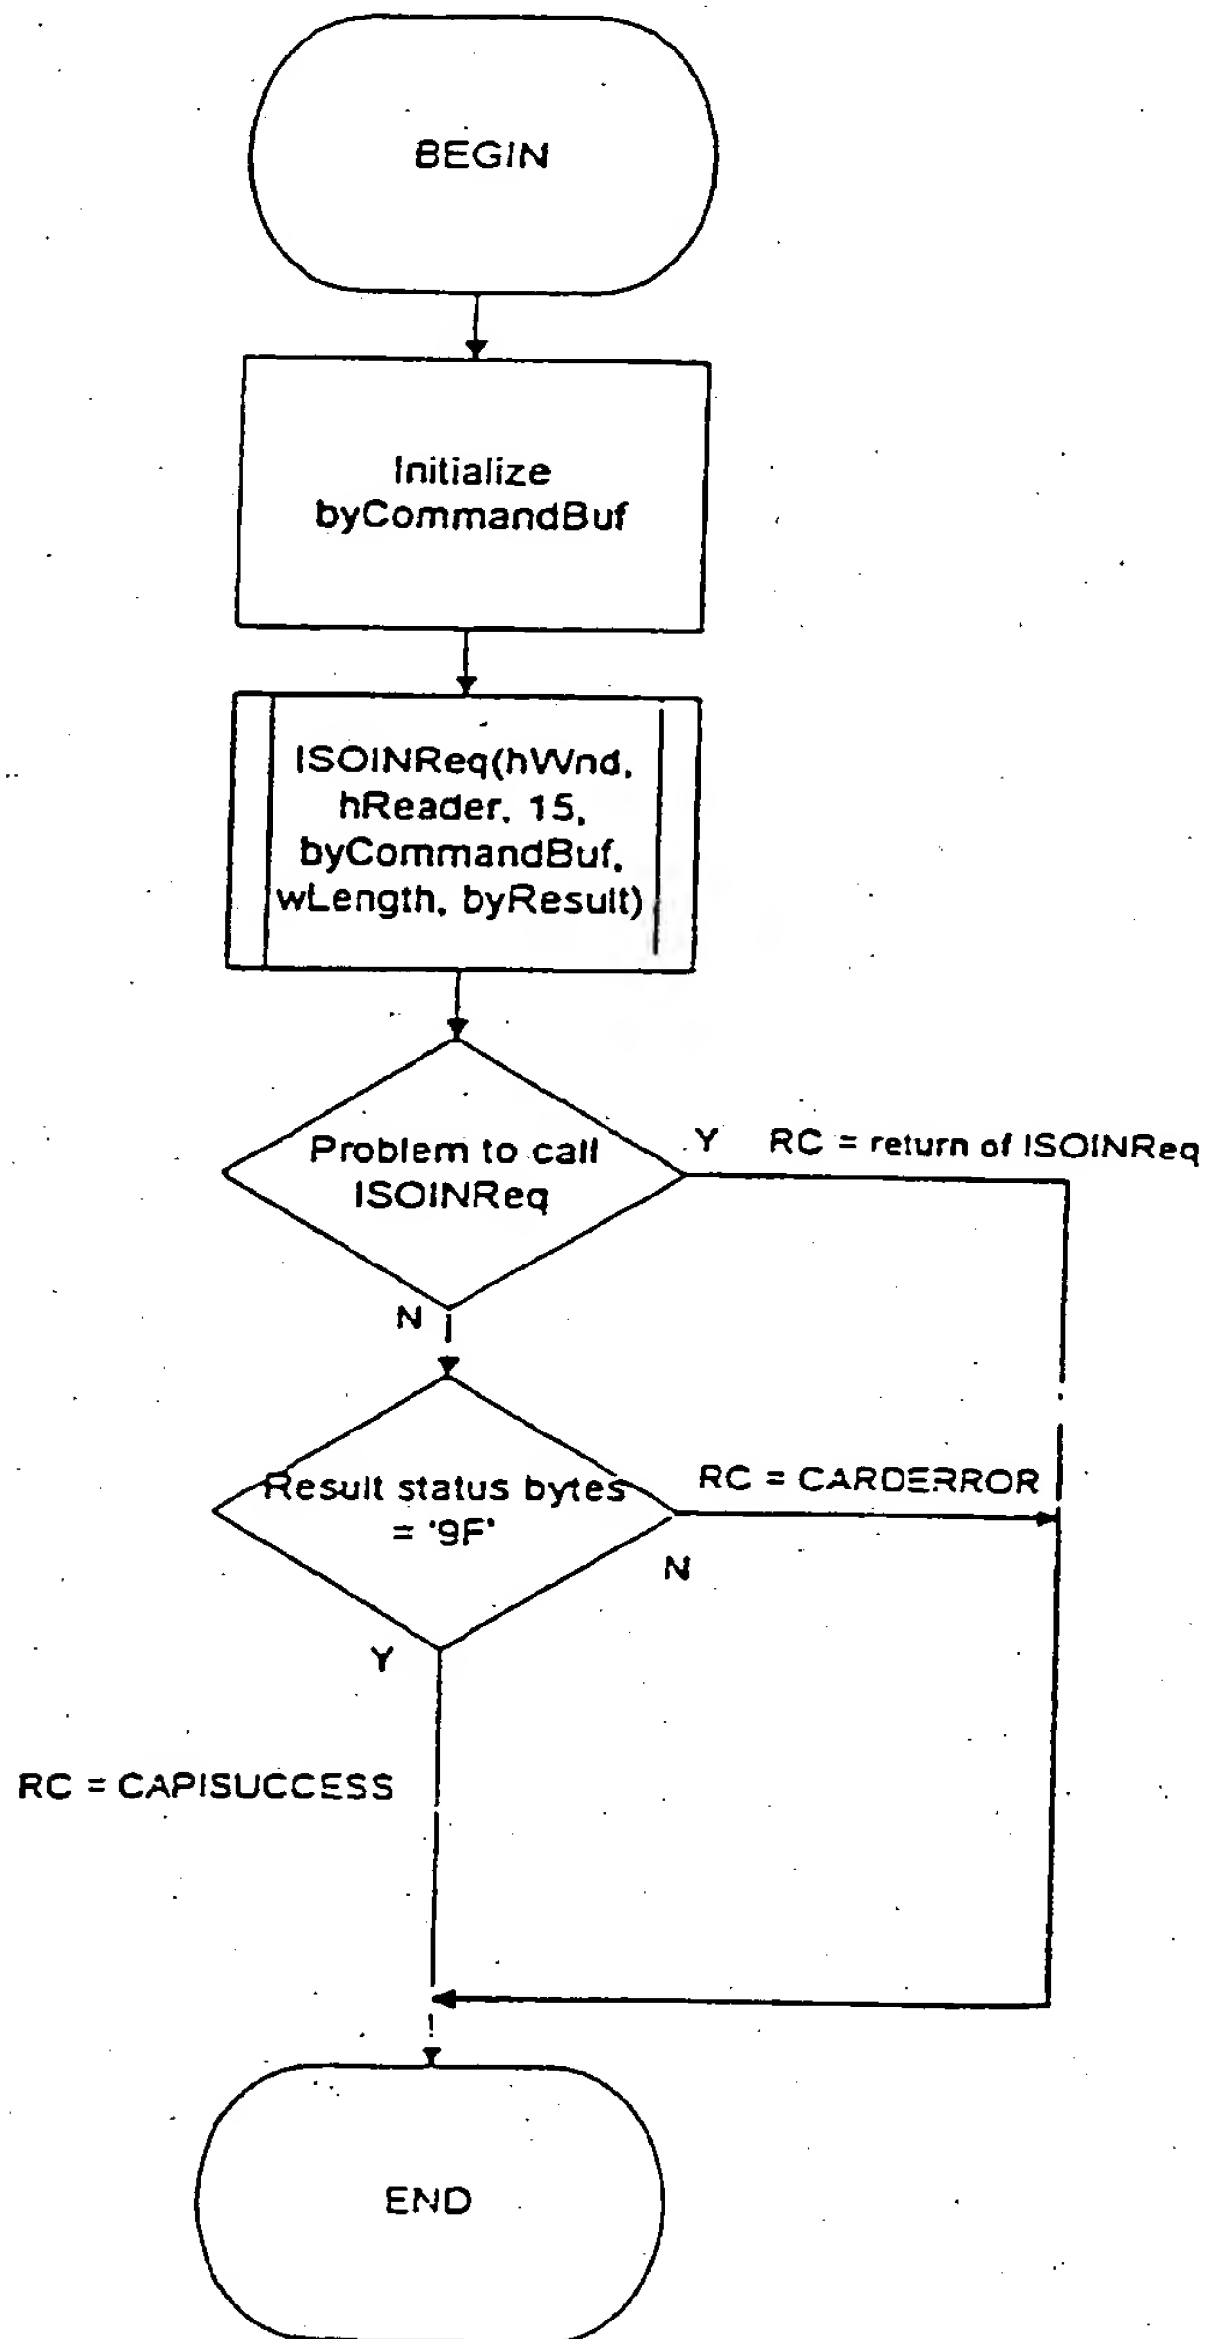 BEGIN
Initialize
byCommandBuf
ISOINReq(hWnd,
hReader, 15,
byCommandBuf,
wLength, byResult)
Problem to call
ISOINReq
Y RC = return of ISOINReq
N
Result status bytes
= '9F'
RC = CARDERROR
N
Y
RC = CAPISUCCESS
END